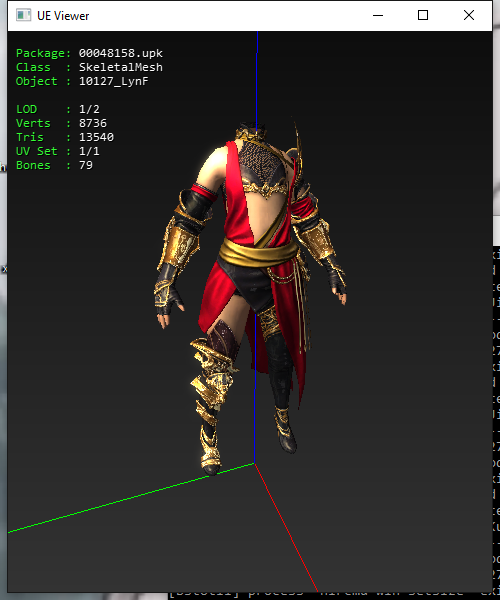 UE Viewer
Package: 00048158.upk
Class : SkeletalMesh
Object : 10127_LynF
LOD : 1/2
Verts : 8736
Tris : 13540
UV Set : 1/1
Bones : 79